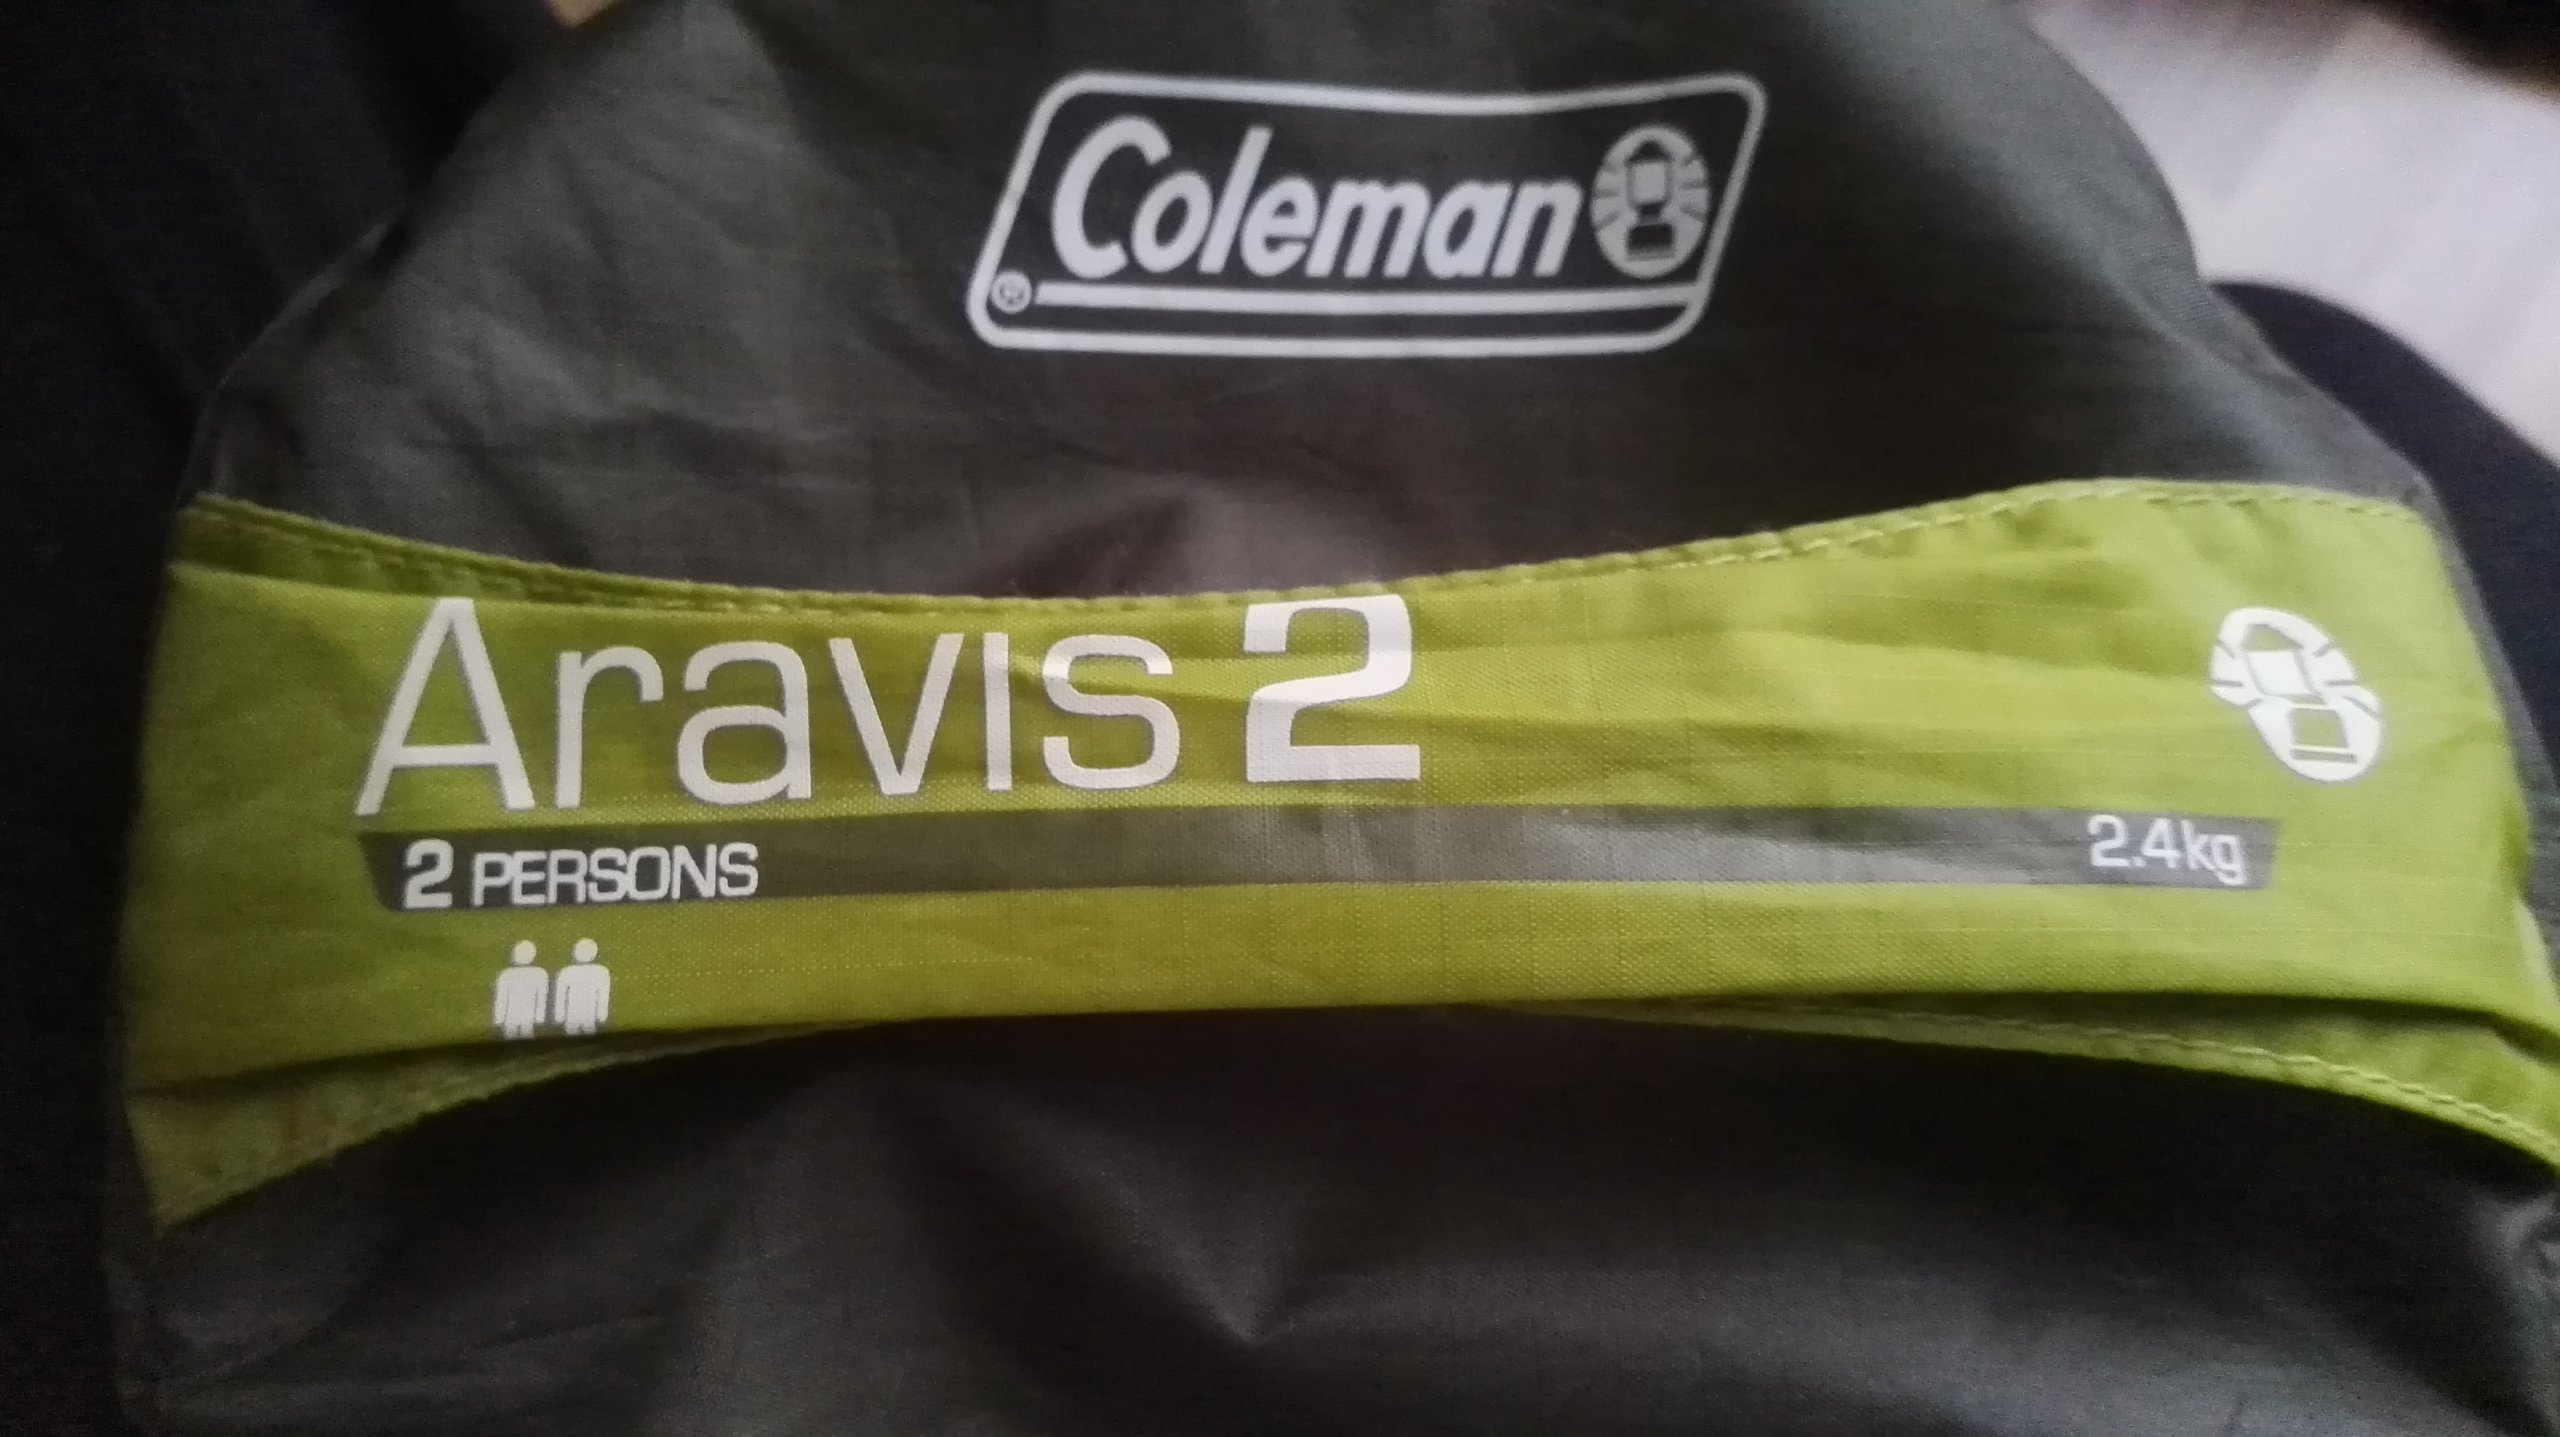 Coleman
®
Aravis 2
2 PERSONS
2.4kg